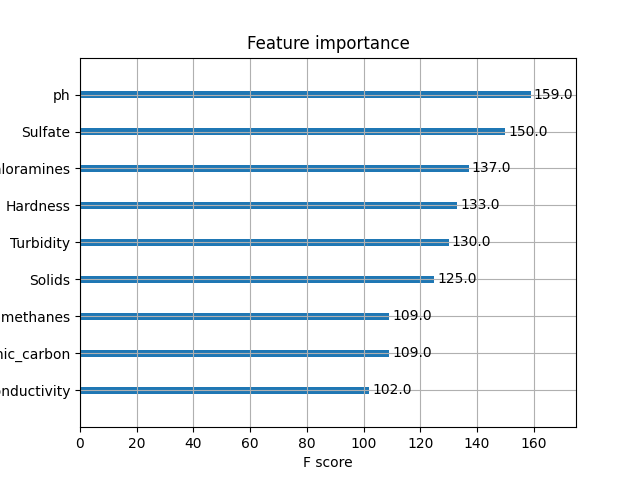 Feature importance
ph 159.0
Sulfate 150.0
loramines 137.0
Hardness 133.0
Turbidity 130.0
Solids 125.0
methanes 109.0
nic_carbon 109.0
nductivity 102.0
0 20 40 60 80 100 120 140 160
F score